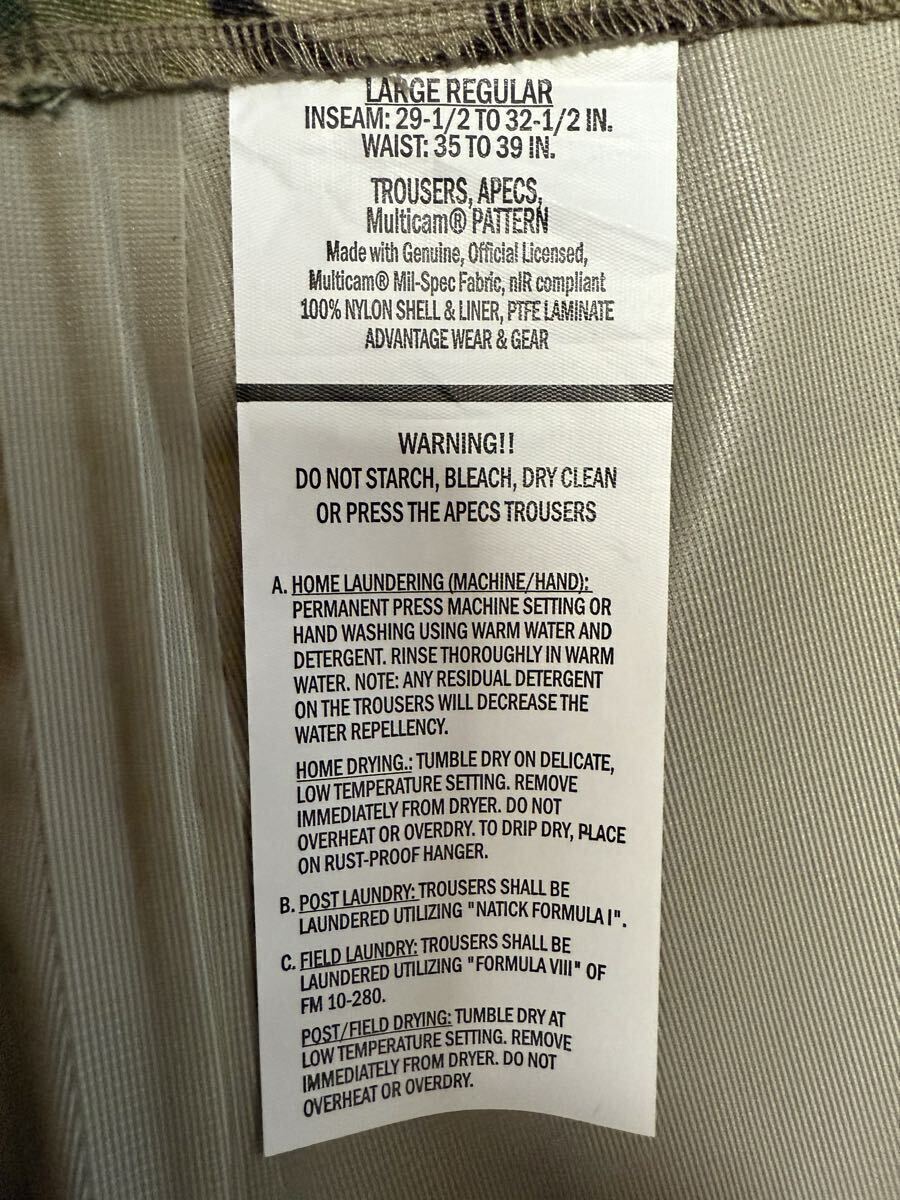 LARGE REGULAR
INSEAM: 29-1/2 TO 32-1/2 IN.
WAIST: 35 TO 39 IN.
TROUSERS, APECS,
Multicam® PATTERN
Made with Genuine, Official Licensed,
Multicam® Mil-Spec Fabric, nIR compliant
100% NYLON SHELL & LINER, PTFE LAMINATE
ADVANTAGE WEAR & GEAR
WARNING!!
DO NOT STARCH, BLEACH, DRY CLEAN
OR PRESS THE APECS TROUSERS
A. HOME LAUNDERING (MACHINE/HAND):
PERMANENT PRESS MACHINE SETTING OR
HAND WASHING USING WARM WATER AND
DETERGENT. RINSE THOROUGHLY IN WARM
WATER. NOTE: ANY RESIDUAL DETERGENT
ON THE TROUSERS WILL DECREASE THE
WATER REPELLENCY.
HOME DRYING.: TUMBLE DRY ON DELICATE,
LOW TEMPERATURE SETTING. REMOVE
IMMEDIATELY FROM DRYER. DO NOT
OVERHEAT OR OVERDRY. TO DRIP DRY, PLACE
ON RUST-PROOF HANGER.
B. POST LAUNDRY: TROUSERS SHALL BE
LAUNDERED UTILIZING "NATICK FORMULA I".
C. FIELD LAUNDRY: TROUSERS SHALL BE
LAUNDERED UTILIZING "FORMULA VIII" OF
FM 10-280.
POST/FIELD DRYING: TUMBLE DRY AT
LOW TEMPERATURE SETTING. REMOVE
IMMEDIATELY FROM DRYER. DO NOT
OVERHEAT OR OVERDRY.